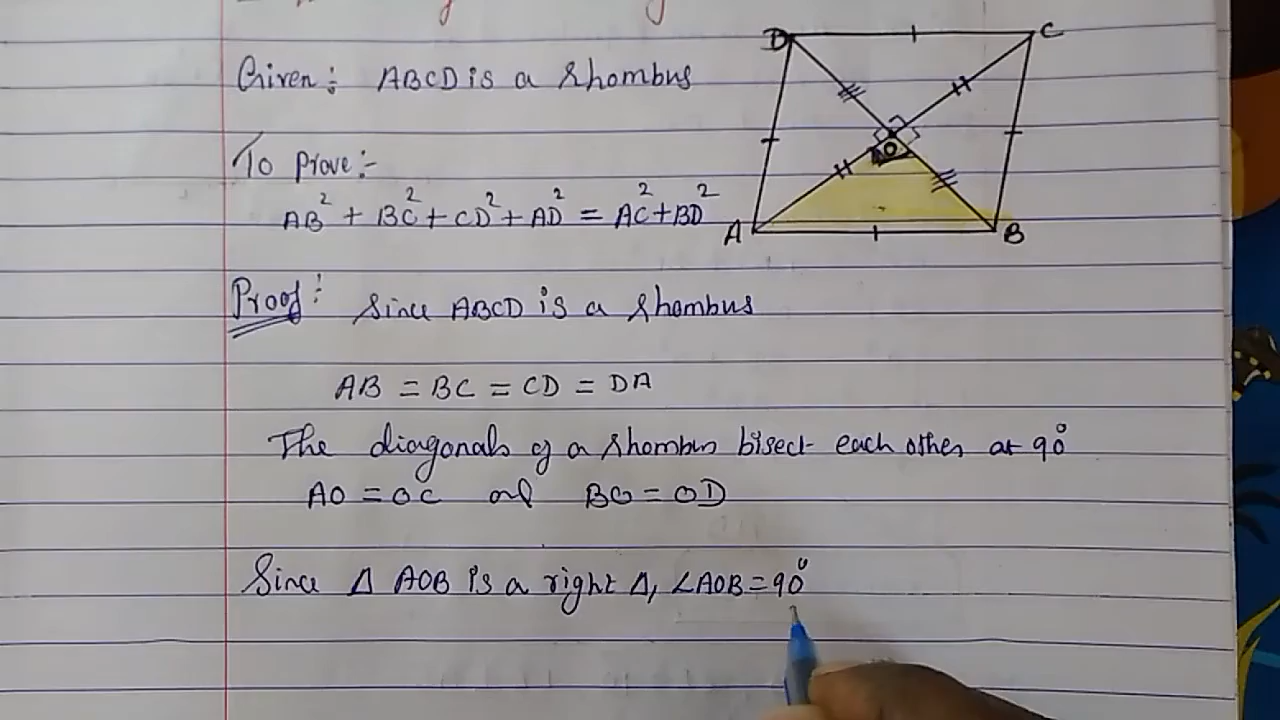 Given: ABCD is a rhombus
To prove:-
AB² + BC² + CD² + AD² = AC² + BD²
Proof: Since ABCD is a rhombus
AB = BC = CD = DA
The diagonals of a rhombus bisect each other at 90°
AO = OC and BO = OD
Since Δ AOB is a right Δ, ∠AOB = 90°
D
C
O
A
B